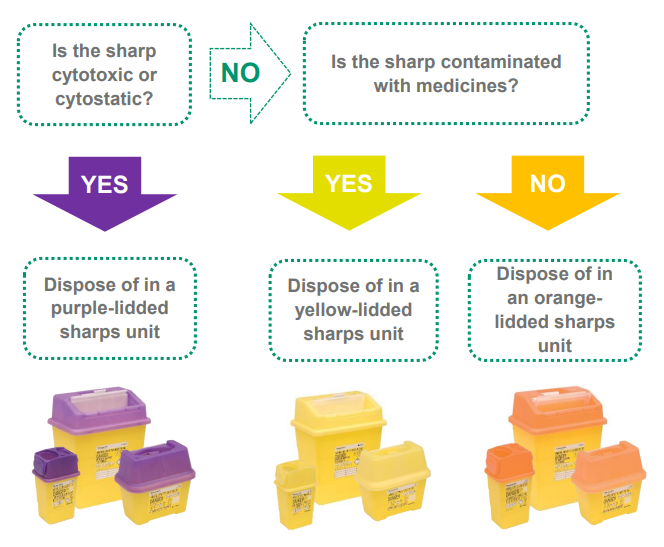 Is the sharp
cytotoxic or
cytostatic?
NO
Is the sharp contaminated
with medicines?
YES
YES
NO
Dispose of in a
purple-lidded
sharps unit
Dispose of in a
yellow-lidded
sharps unit
Dispose of in
an orange-
lidded sharps
unit